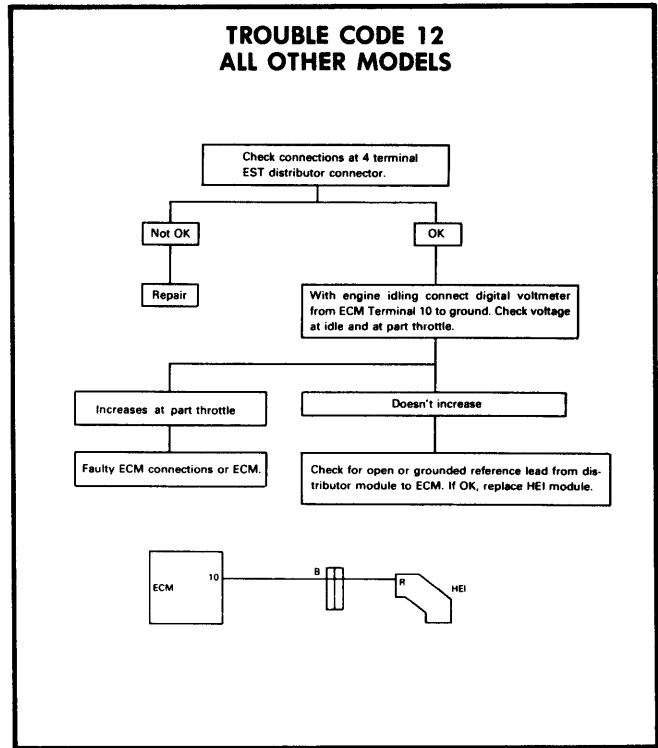 TROUBLE CODE 12
ALL OTHER MODELS
Check connections at 4 terminal
EST distributor connector.
Not OK
OK
Repair
With engine idling connect digital voltmeter
from ECM Terminal 10 to ground. Check voltage
at idle and at part throttle.
Increases at part throttle
Doesn't increase
Faulty ECM connections or ECM.
Check for open or grounded reference lead from dis-
tributor module to ECM. If OK, replace HEI module.
ECM
10
B
R
HEI